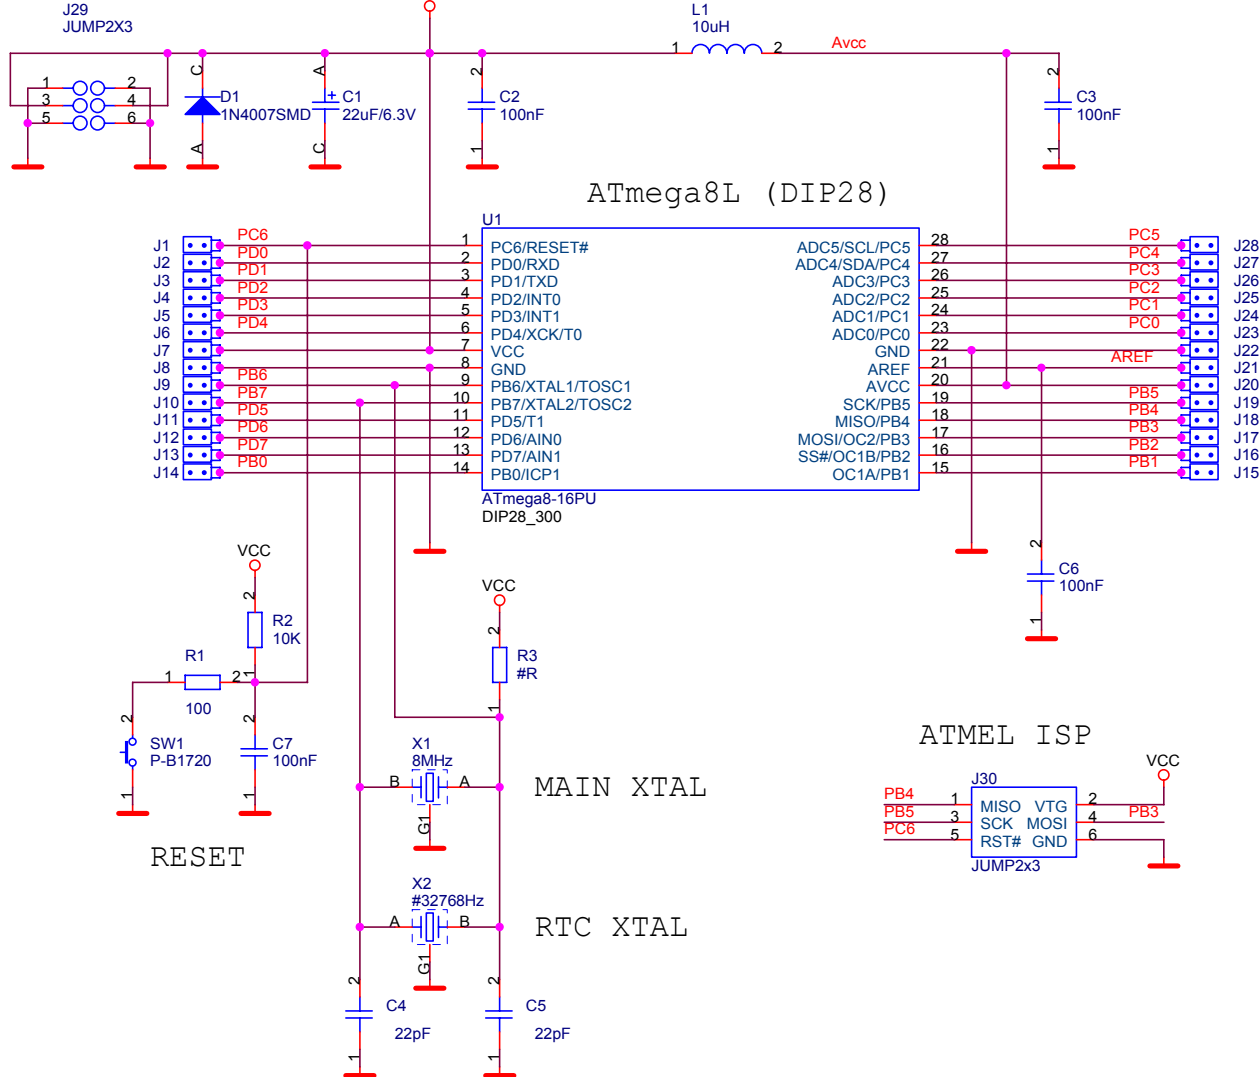 J29
JUMP2X3
L1
10uH
1 2
Avcc
1 2
3 4
5 6
C
D1
1N4007SMD
A
A
+ C1
22uF/6.3V
C
2
C2
100nF
1
2
C3
100nF
1
ATmega8L (DIP28)
U1
J1 PC6 1 PC6/RESET# ADC5/SCL/PC5 28 PC5 J28
J2 PD0 2 PD0/RXD ADC4/SDA/PC4 27 PC4 J27
J3 PD1 3 PD1/TXD ADC3/PC3 26 PC3 J26
J4 PD2 4 PD2/INT0 ADC2/PC2 25 PC2 J25
J5 PD3 5 PD3/INT1 ADC1/PC1 24 PC1 J24
J6 PD4 6 PD4/XCK/T0 ADC0/PC0 23 PC0 J23
J7 7 VCC GND 22 J22
J8 8 GND AREF 21 AREF J21
J9 PB6 9 PB6/XTAL1/TOSC1 AVCC 20 J20
J10 PB7 10 PB7/XTAL2/TOSC2 SCK/PB5 19 PB5 J19
J11 PD5 11 PD5/T1 MISO/PB4 18 PB4 J18
J12 PD6 12 PD6/AIN0 MOSI/OC2/PB3 17 PB3 J17
J13 PD7 13 PD7/AIN1 SS#/OC1B/PB2 16 PB2 J16
J14 PB0 14 PB0/ICP1 OC1A/PB1 15 PB1 J15
ATmega8-16PU
DIP28_300
VCC
2
R2
10K
1
R1
1 2
100
2
SW1
P-B1720
1
2
C7
100nF
1
RESET
VCC
2
R3
#R
1
X1
8MHz
B A
G1
MAIN XTAL
X2
#32768Hz
A B
G1
RTC XTAL
2
C4
22pF
1
2
C5
22pF
1
2
C6
100nF
1
ATMEL ISP
VCC
J30
PB4 1 MISO VTG 2
PB5 3 SCK MOSI 4 PB3
PC6 5 RST# GND 6
JUMP2x3